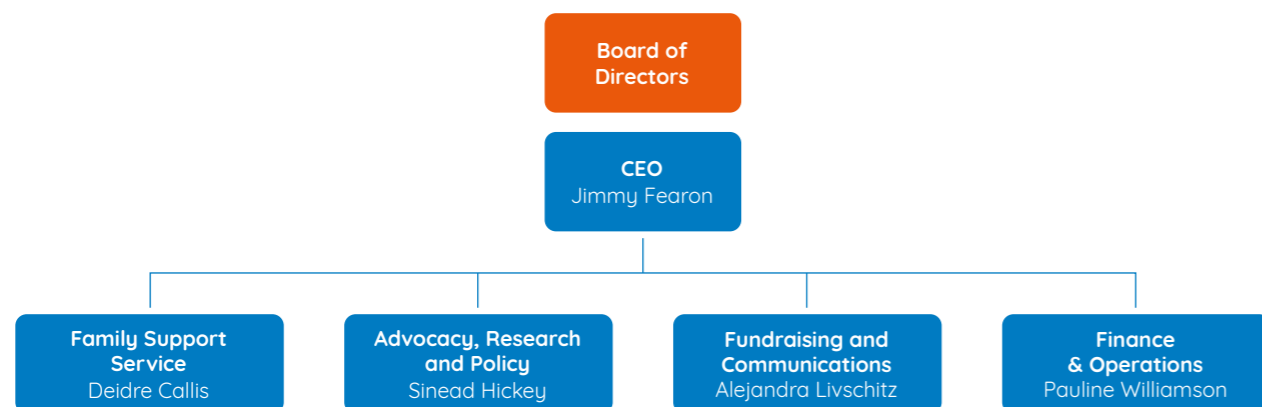 Board of
Directors
CEO
Jimmy Fearon
Family Support
Service
Deidre Callis
Advocacy, Research
and Policy
Sinead Hickey
Fundraising and
Communications
Alejandra Livschitz
Finance
& Operations
Pauline Williamson